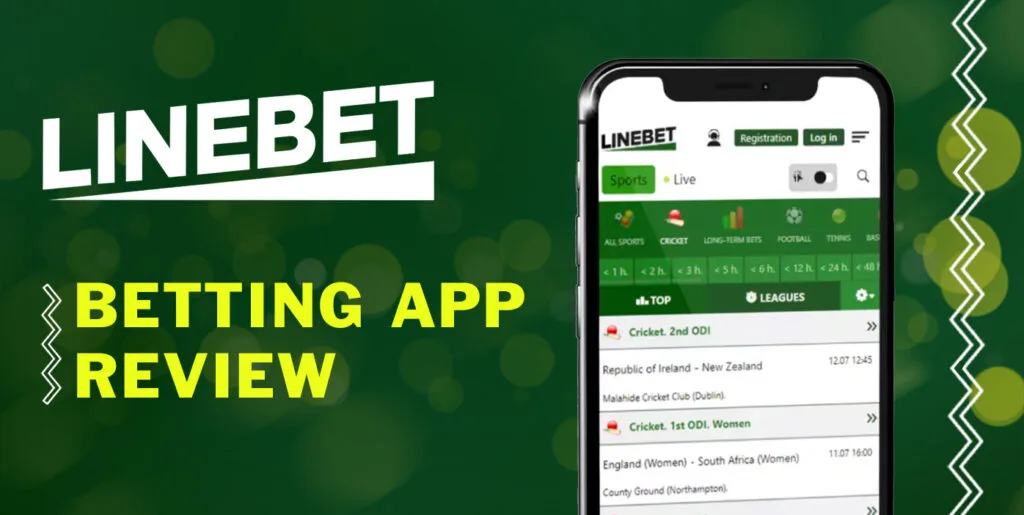 LINEBET
BETTING APP
REVIEW
LINEBET Registration Log in
Sports Live
ALL SPORTS CRICKET LONG-TERM BETS FOOTBALL TENNIS BAS
< 1 h. < 2 h. < 3 h. < 5 h. < 6 h. < 12 h. < 24 h. < 48 h
TOP LEAGUES
Cricket. 2nd ODI
Republic of Ireland - New Zealand 12.07 12:45
Malahide Cricket Club (Dublin).
Cricket. 1st ODI. Women
England (Women) - South Africa (Women) 11.07 16:00
County Ground (Northampton).